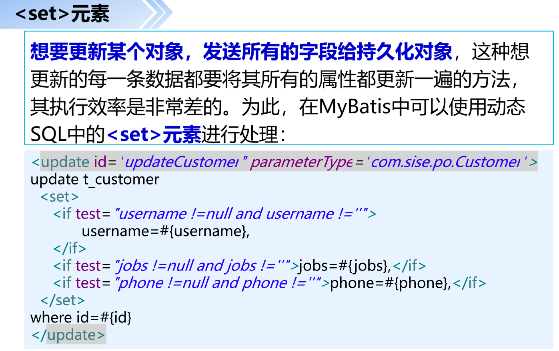 <set>元素
想要更新某个对象，发送所有的字段给持久化对象，这种想
更新的每一条数据都要将其所有的属性都更新一遍的方法，
其执行效率是非常差的。为此，在MyBatis中可以使用动态
SQL中的<set>元素进行处理：
<update id="updateCustomer" parameterType="com.sise.po.Customer">
update t_customer
<set>
<if test="username !=null and username !=''">
username=#{username},
</if>
<if test="jobs !=null and jobs !=''">jobs=#{jobs},</if>
<if test="phone !=null and phone !=''">phone=#{phone},</if>
</set>
where id=#{id}
</update>